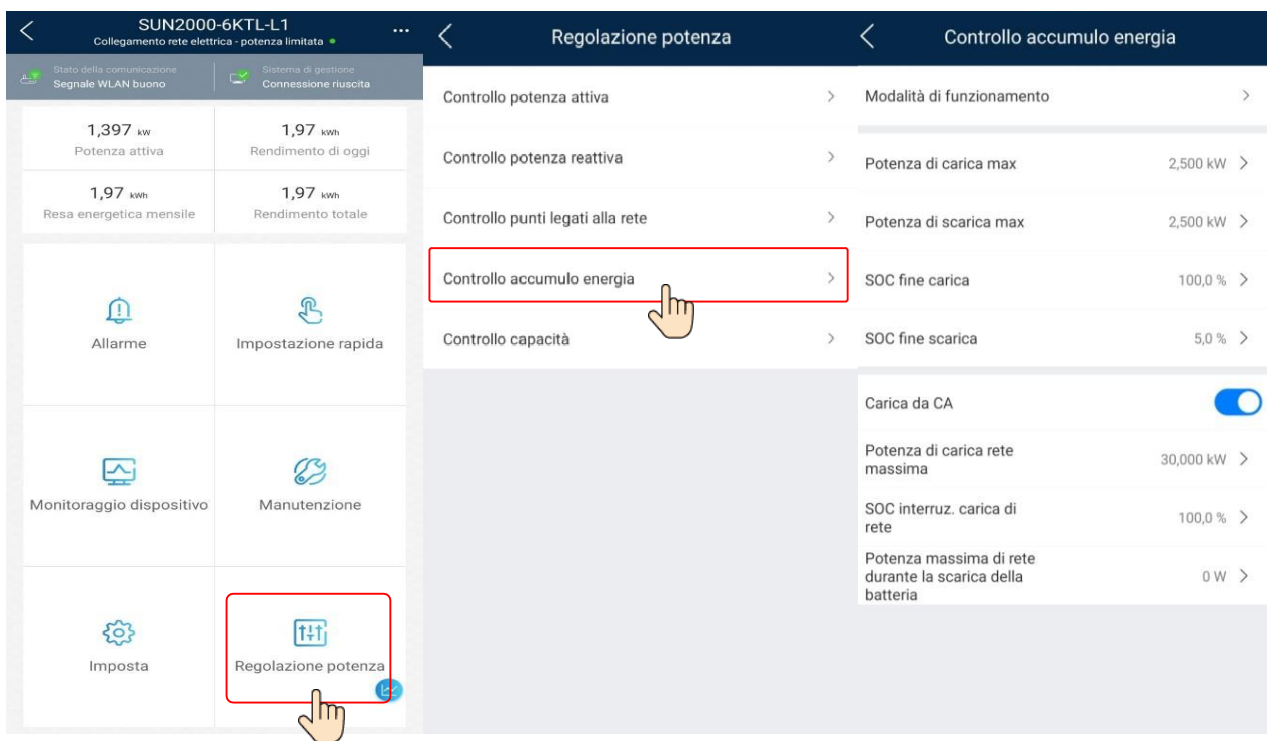 SUN2000-6KTL-L1
Collegamento rete elettrica - potenza limitata
Stato della comunicazione
Segnale WLAN buono
Sistema di gestione
Connessione riuscita
1,397 kW
Potenza attiva
1,97 kWh
Rendimento di oggi
1,97 kWh
Resa energetica mensile
1,97 kWh
Rendimento totale
Allarme
Impostazione rapida
Monitoraggio dispositivo
Manutenzione
Imposta
Regolazione potenza
Regolazione potenza
Controllo potenza attiva
Controllo potenza reattiva
Controllo punti legati alla rete
Controllo accumulo energia
Controllo capacità
Controllo accumulo energia
Modalità di funzionamento
Potenza di carica max 2,500 kW
Potenza di scarica max 2,500 kW
SOC fine carica 100,0 %
SOC fine scarica 5,0 %
Carica da CA
Potenza di carica rete
massima
30,000 kW
SOC interruz. carica di
rete
100,0 %
Potenza massima di rete
durante la scarica della
batteria
0 W